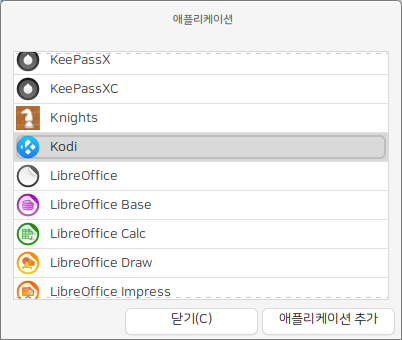 애플리케이션
KeePassX
KeePassXC
Knights
Kodi
LibreOffice
LibreOffice Base
LibreOffice Calc
LibreOffice Draw
LibreOffice Impress
닫기(C)
애플리케이션 추가